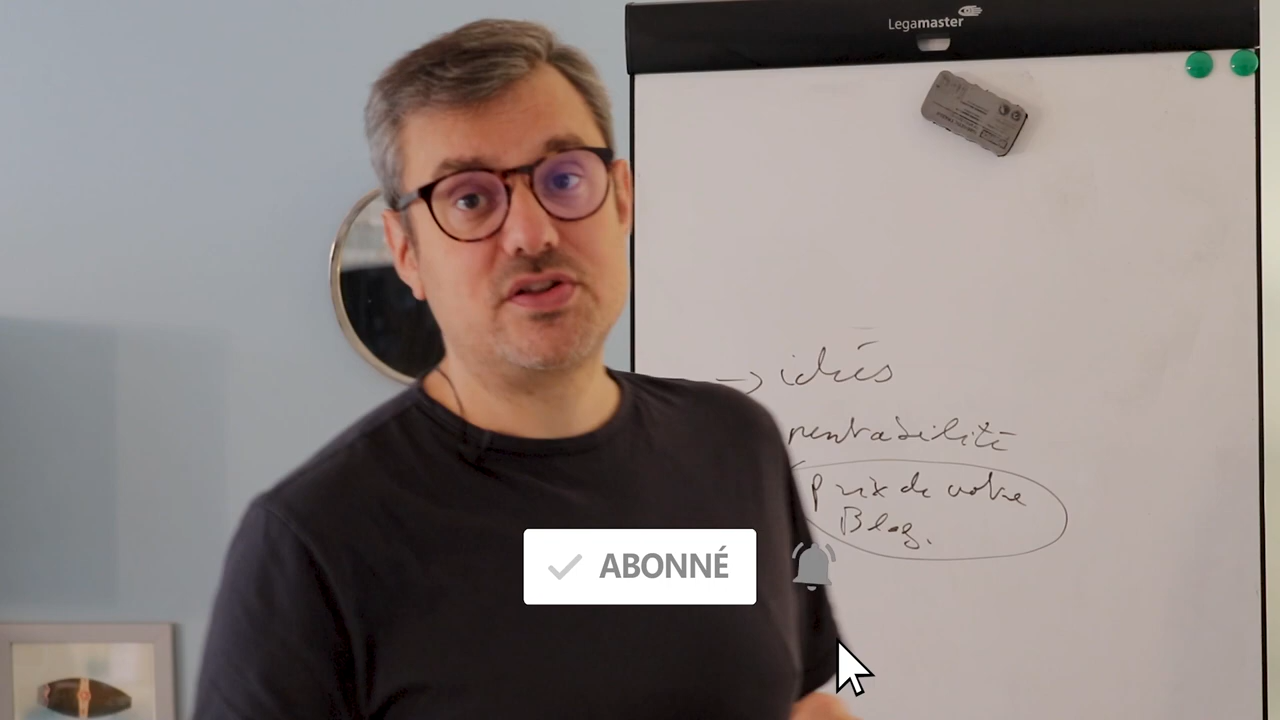 Legamaster
→ idées
rentabilité
prix de votre
Blog.
ABONNÉ